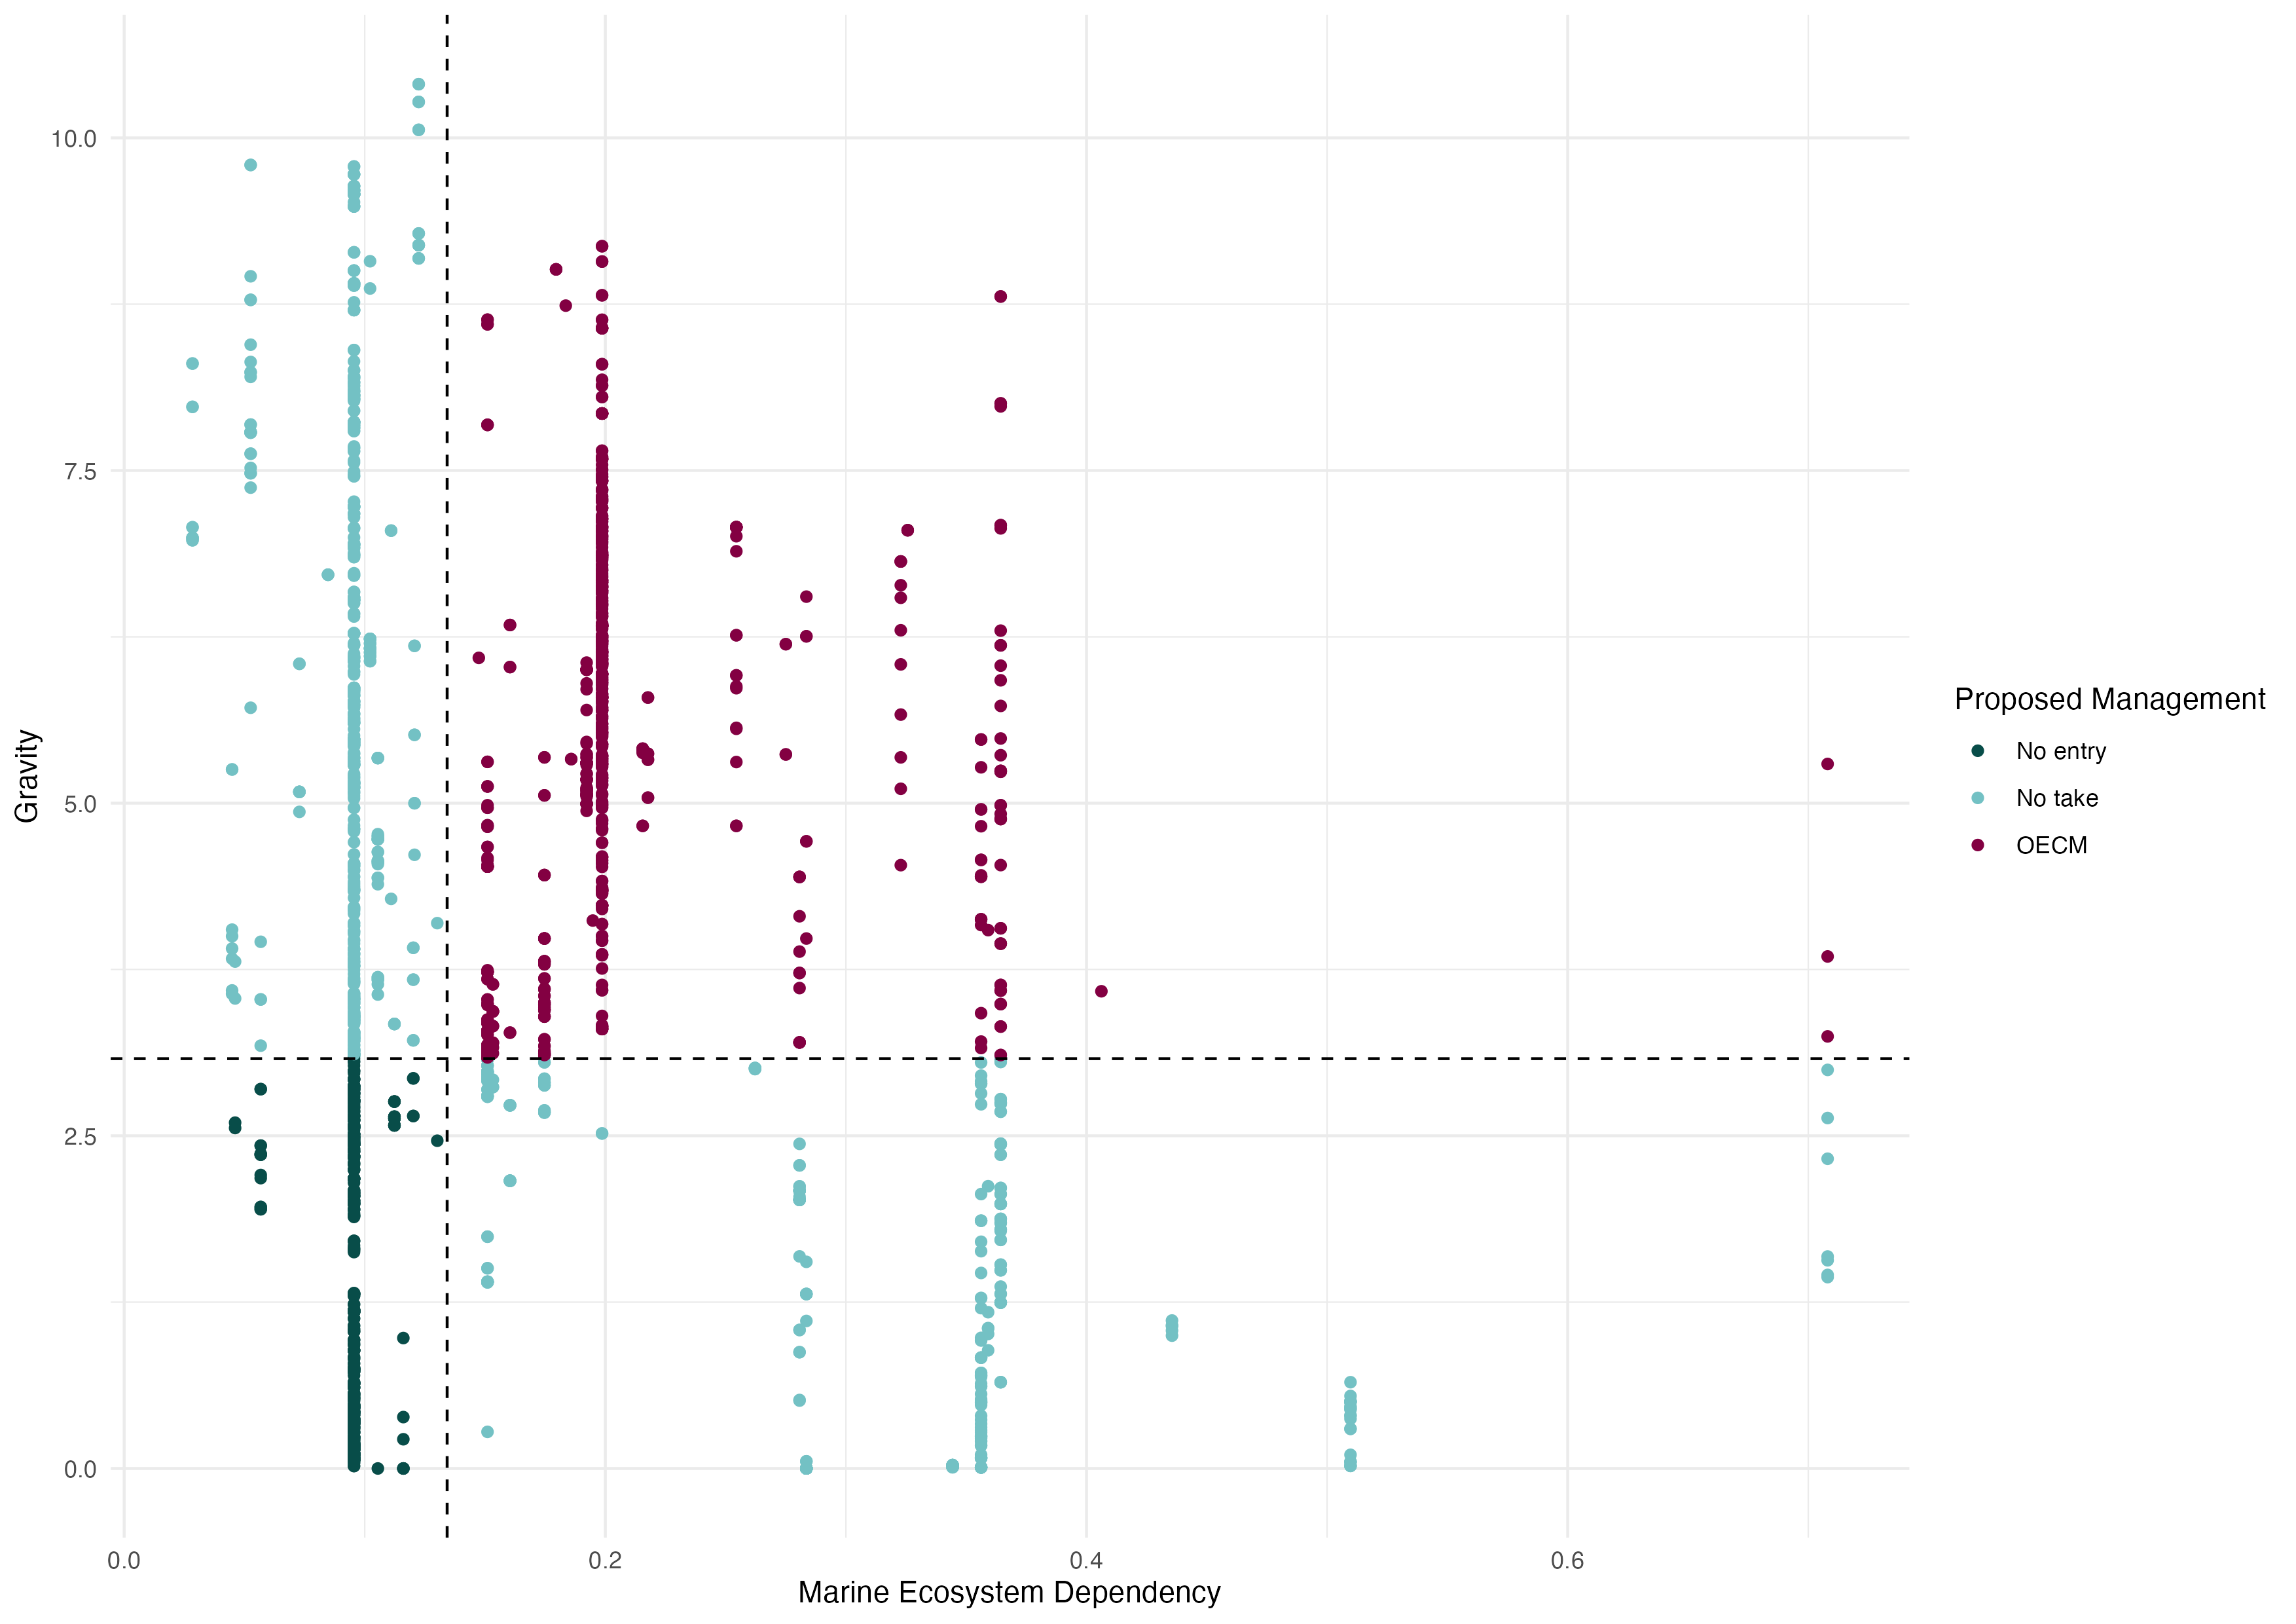 10.0
7.5
5.0
2.5
0.0
Gravity
0.0
0.2
0.4
0.6
Marine Ecosystem Dependency
Proposed Management
No entry
No take
OECM